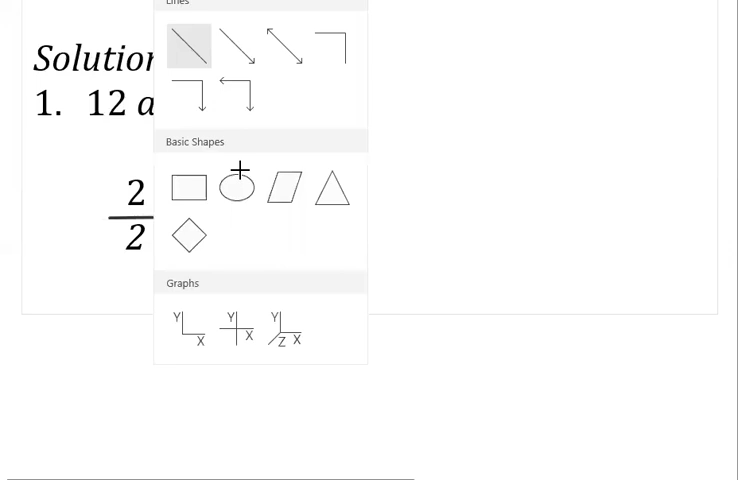 Lines
Solution
1. 12 a
2
2
Basic Shapes
Graphs
Y
X
Y
X
Y
Z X